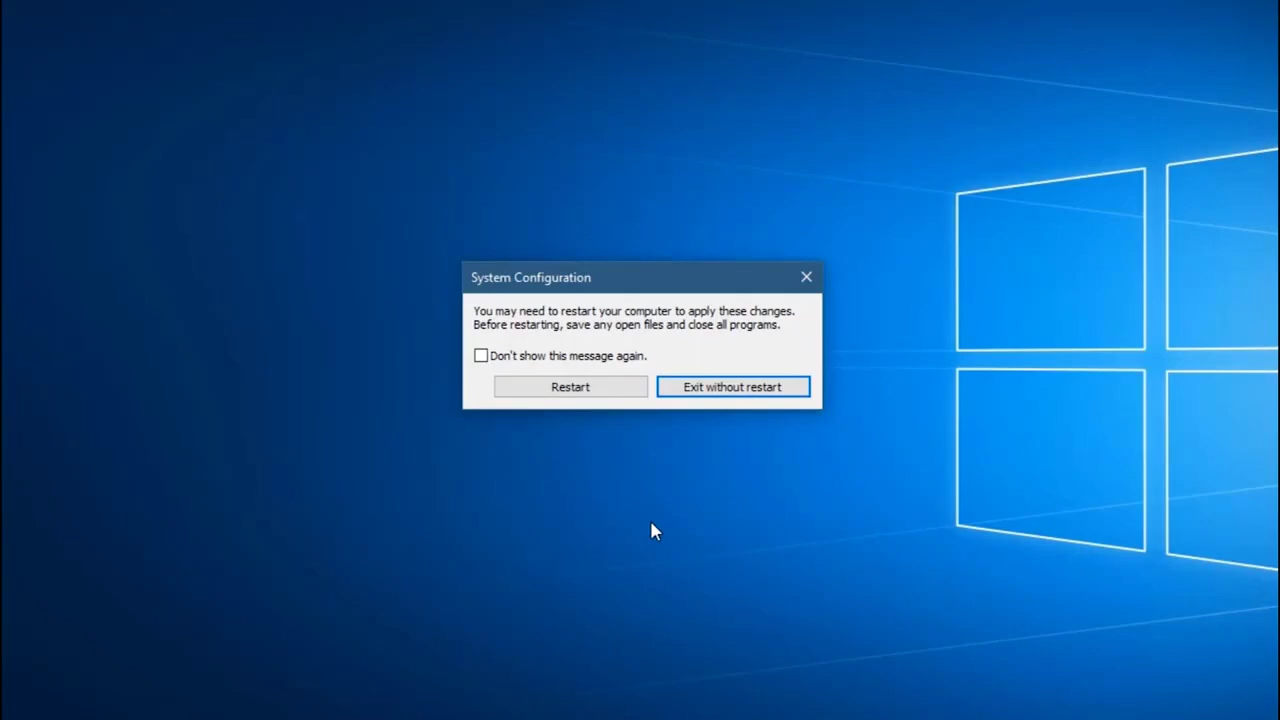 System Configuration
You may need to restart your computer to apply these changes.
Before restarting, save any open files and close all programs.
Don't show this message again.
Restart
Exit without restart